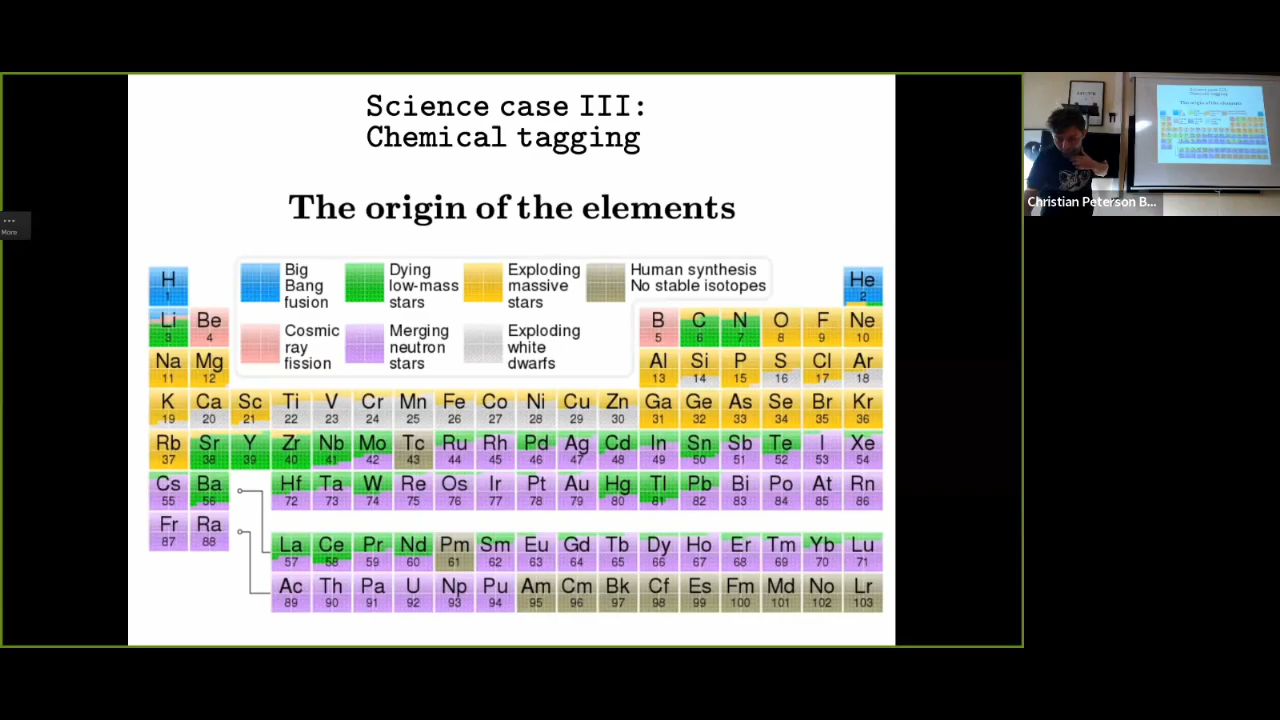 Science case III:
Chemical tagging
The origin of the elements
Big
Bang
fusion
Dying
low-mass
stars
Exploding
massive
stars
Human synthesis
No stable isotopes
Cosmic
ray
fission
Merging
neutron
stars
Exploding
white
dwarfs
H He
1 2
Li Be B C N O F Ne
3 4 5 6 7 8 9 10
Na Mg Al Si P S Cl Ar
11 12 13 14 15 16 17 18
K Ca Sc Ti V Cr Mn Fe Co Ni Cu Zn Ga Ge As Se Br Kr
19 20 21 22 23 24 25 26 27 28 29 30 31 32 33 34 35 36
Rb Sr Y Zr Nb Mo Tc Ru Rh Pd Ag Cd In Sn Sb Te I Xe
37 38 39 40 41 42 43 44 45 46 47 48 49 50 51 52 53 54
Cs Ba Hf Ta W Re Os Ir Pt Au Hg Tl Pb Bi Po At Rn
55 56 72 73 74 75 76 77 78 79 80 81 82 83 84 85 86
Fr Ra
87 88
La Ce Pr Nd Pm Sm Eu Gd Tb Dy Ho Er Tm Yb Lu
57 58 59 60 61 62 63 64 65 66 67 68 69 70 71
Ac Th Pa U Np Pu Am Cm Bk Cf Es Fm Md No Lr
89 90 91 92 93 94 95 96 97 98 99 100 101 102 103
More
Christian Peterson B...